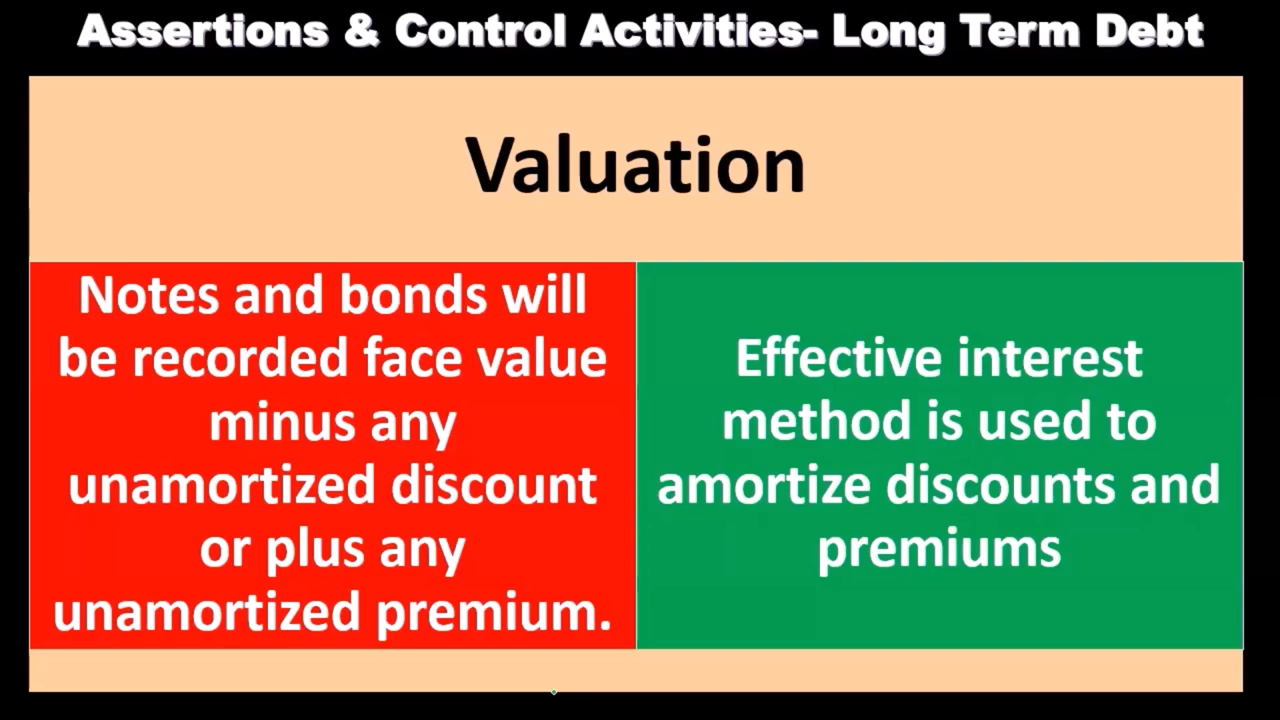 Assertions & Control Activities- Long Term Debt
Valuation
Notes and bonds will
be recorded face value
minus any
unamortized discount
or plus any
unamortized premium.
Effective interest
method is used to
amortize discounts and
premiums